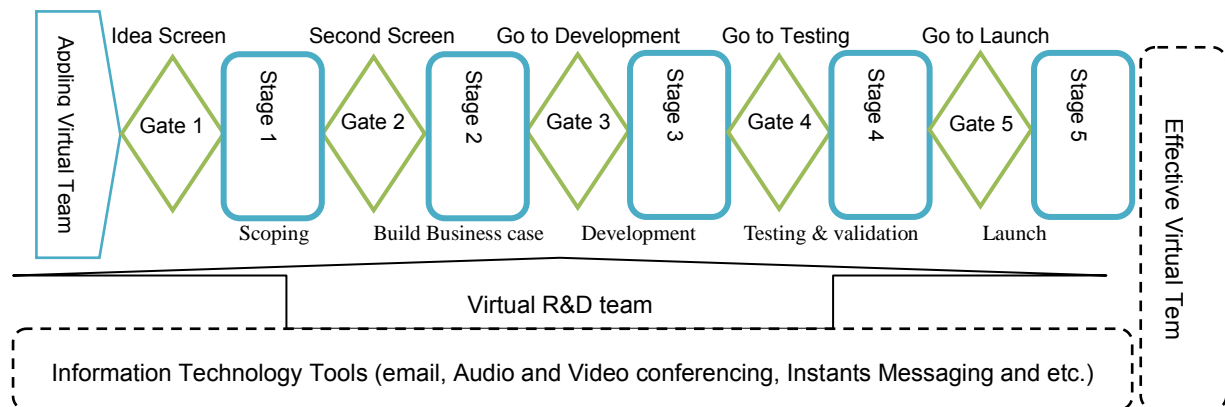 Appling Virtual Team
Idea Screen
Second Screen
Go to Development
Go to Testing
Go to Launch
Gate 1
Stage 1
Gate 2
Stage 2
Gate 3
Stage 3
Gate 4
Stage 4
Gate 5
Stage 5
Scoping
Build Business case
Development
Testing & validation
Launch
Effective Virtual Tem
Virtual R&D team
Information Technology Tools (email, Audio and Video conferencing, Instants Messaging and etc.)